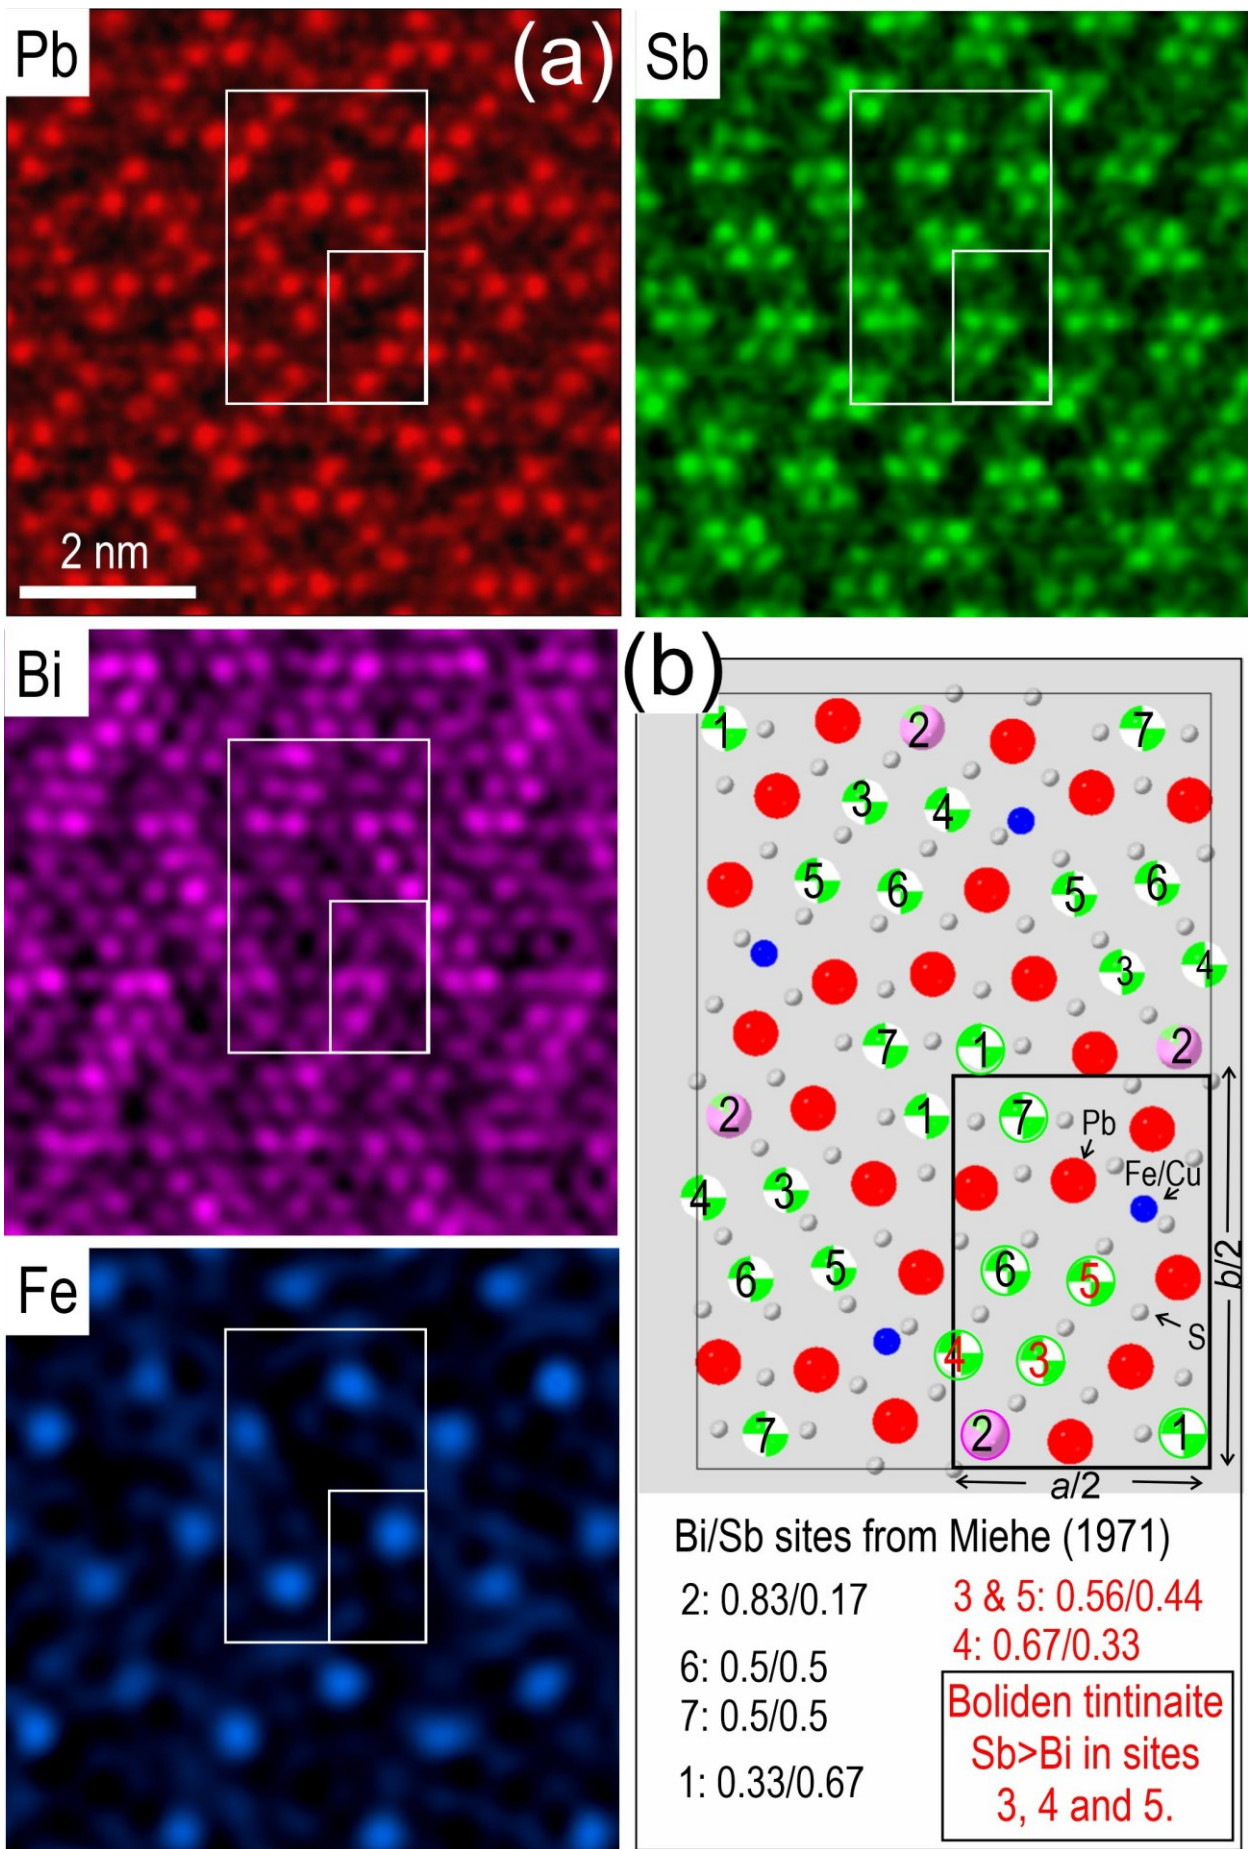 Pb
(a)
Sb
2 nm
Bi
(b)
Fe
1
2
7
3
4
5
6
5
6
3
4
7
1
2
2
1
7
Pb
Fe/Cu
4
3
6
5
6
5
S
b/2
4
3
7
2
1
a/2
Bi/Sb sites from Miehe (1971)
2: 0.83/0.17
6: 0.5/0.5
7: 0.5/0.5
1: 0.33/0.67
3 & 5: 0.56/0.44
4: 0.67/0.33
Boliden tintinaite
Sb>Bi in sites
3, 4 and 5.